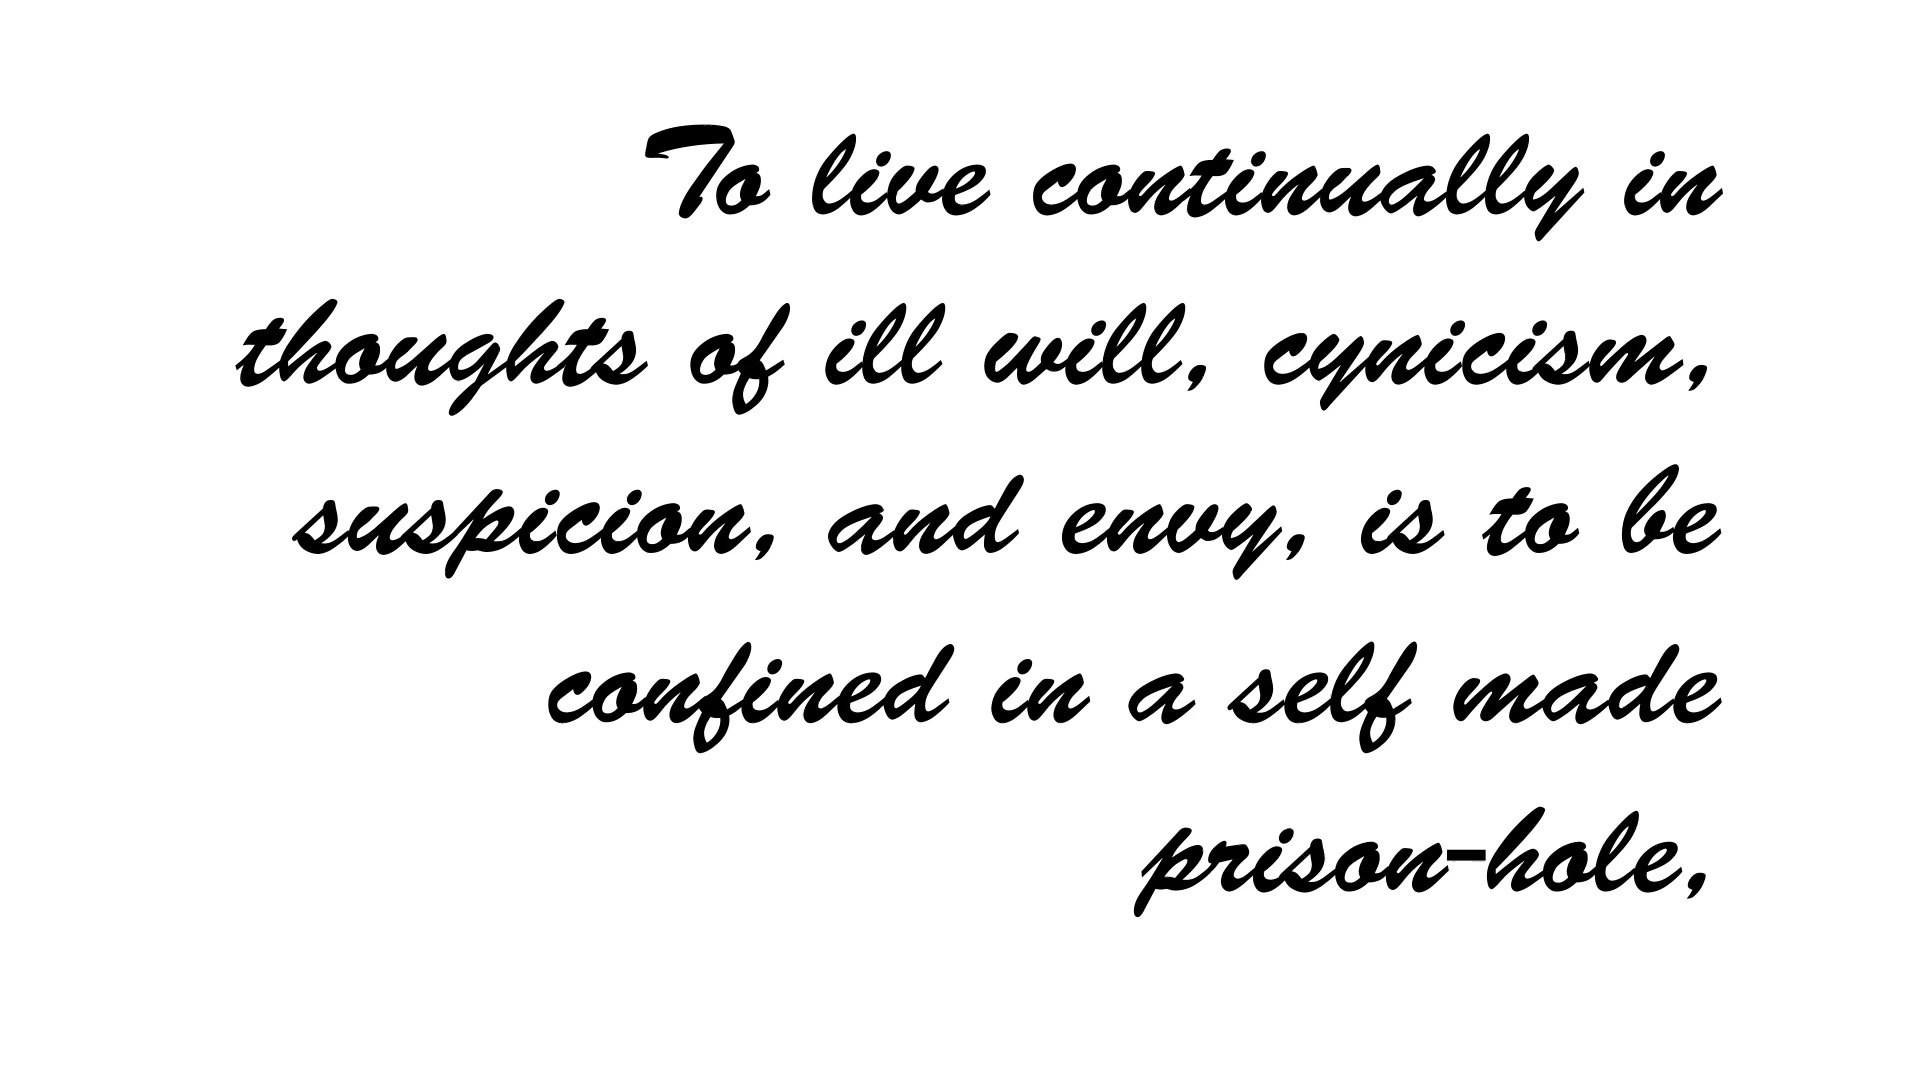 To live continually in
thoughts of ill will, cynicism,
suspicion, and envy, is to be
confined in a self made
prison-hole,